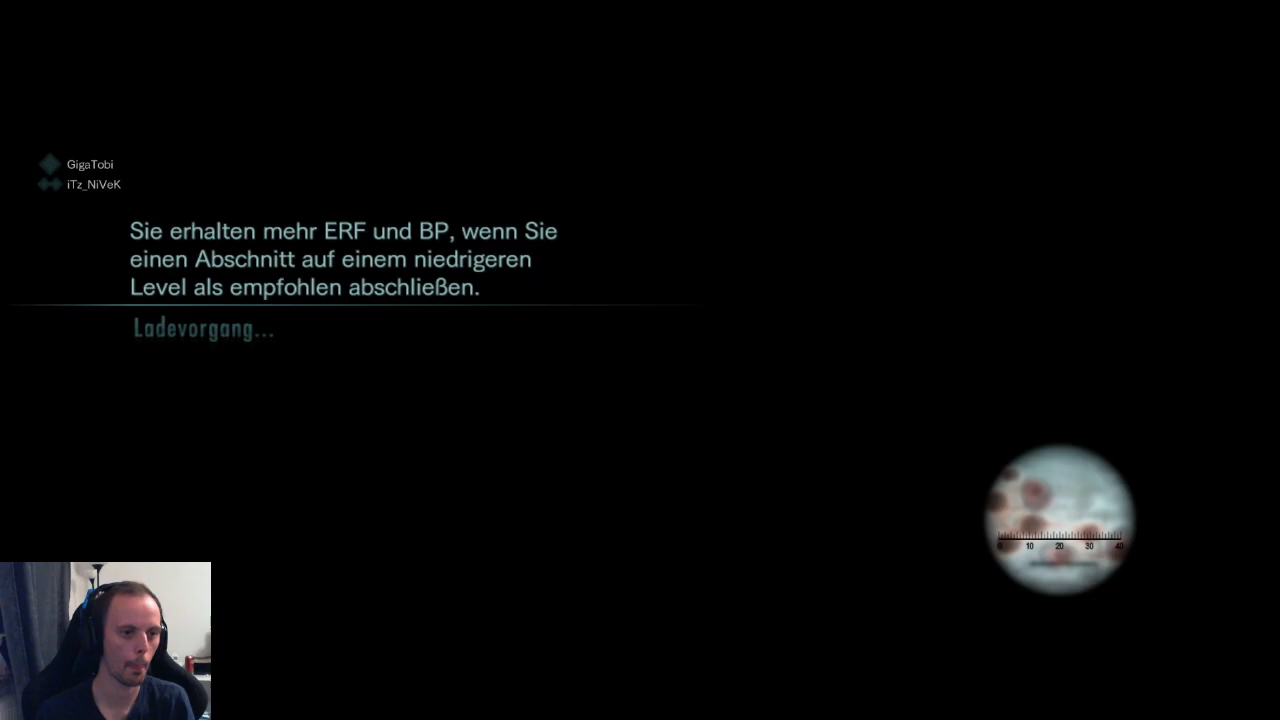 GigaTobi
iTz_NiVeK
Sie erhalten mehr ERF und BP, wenn Sie
einen Abschnitt auf einem niedrigeren
Level als empfohlen abschließen.
Ladevorgang...
0 10 20 30 40